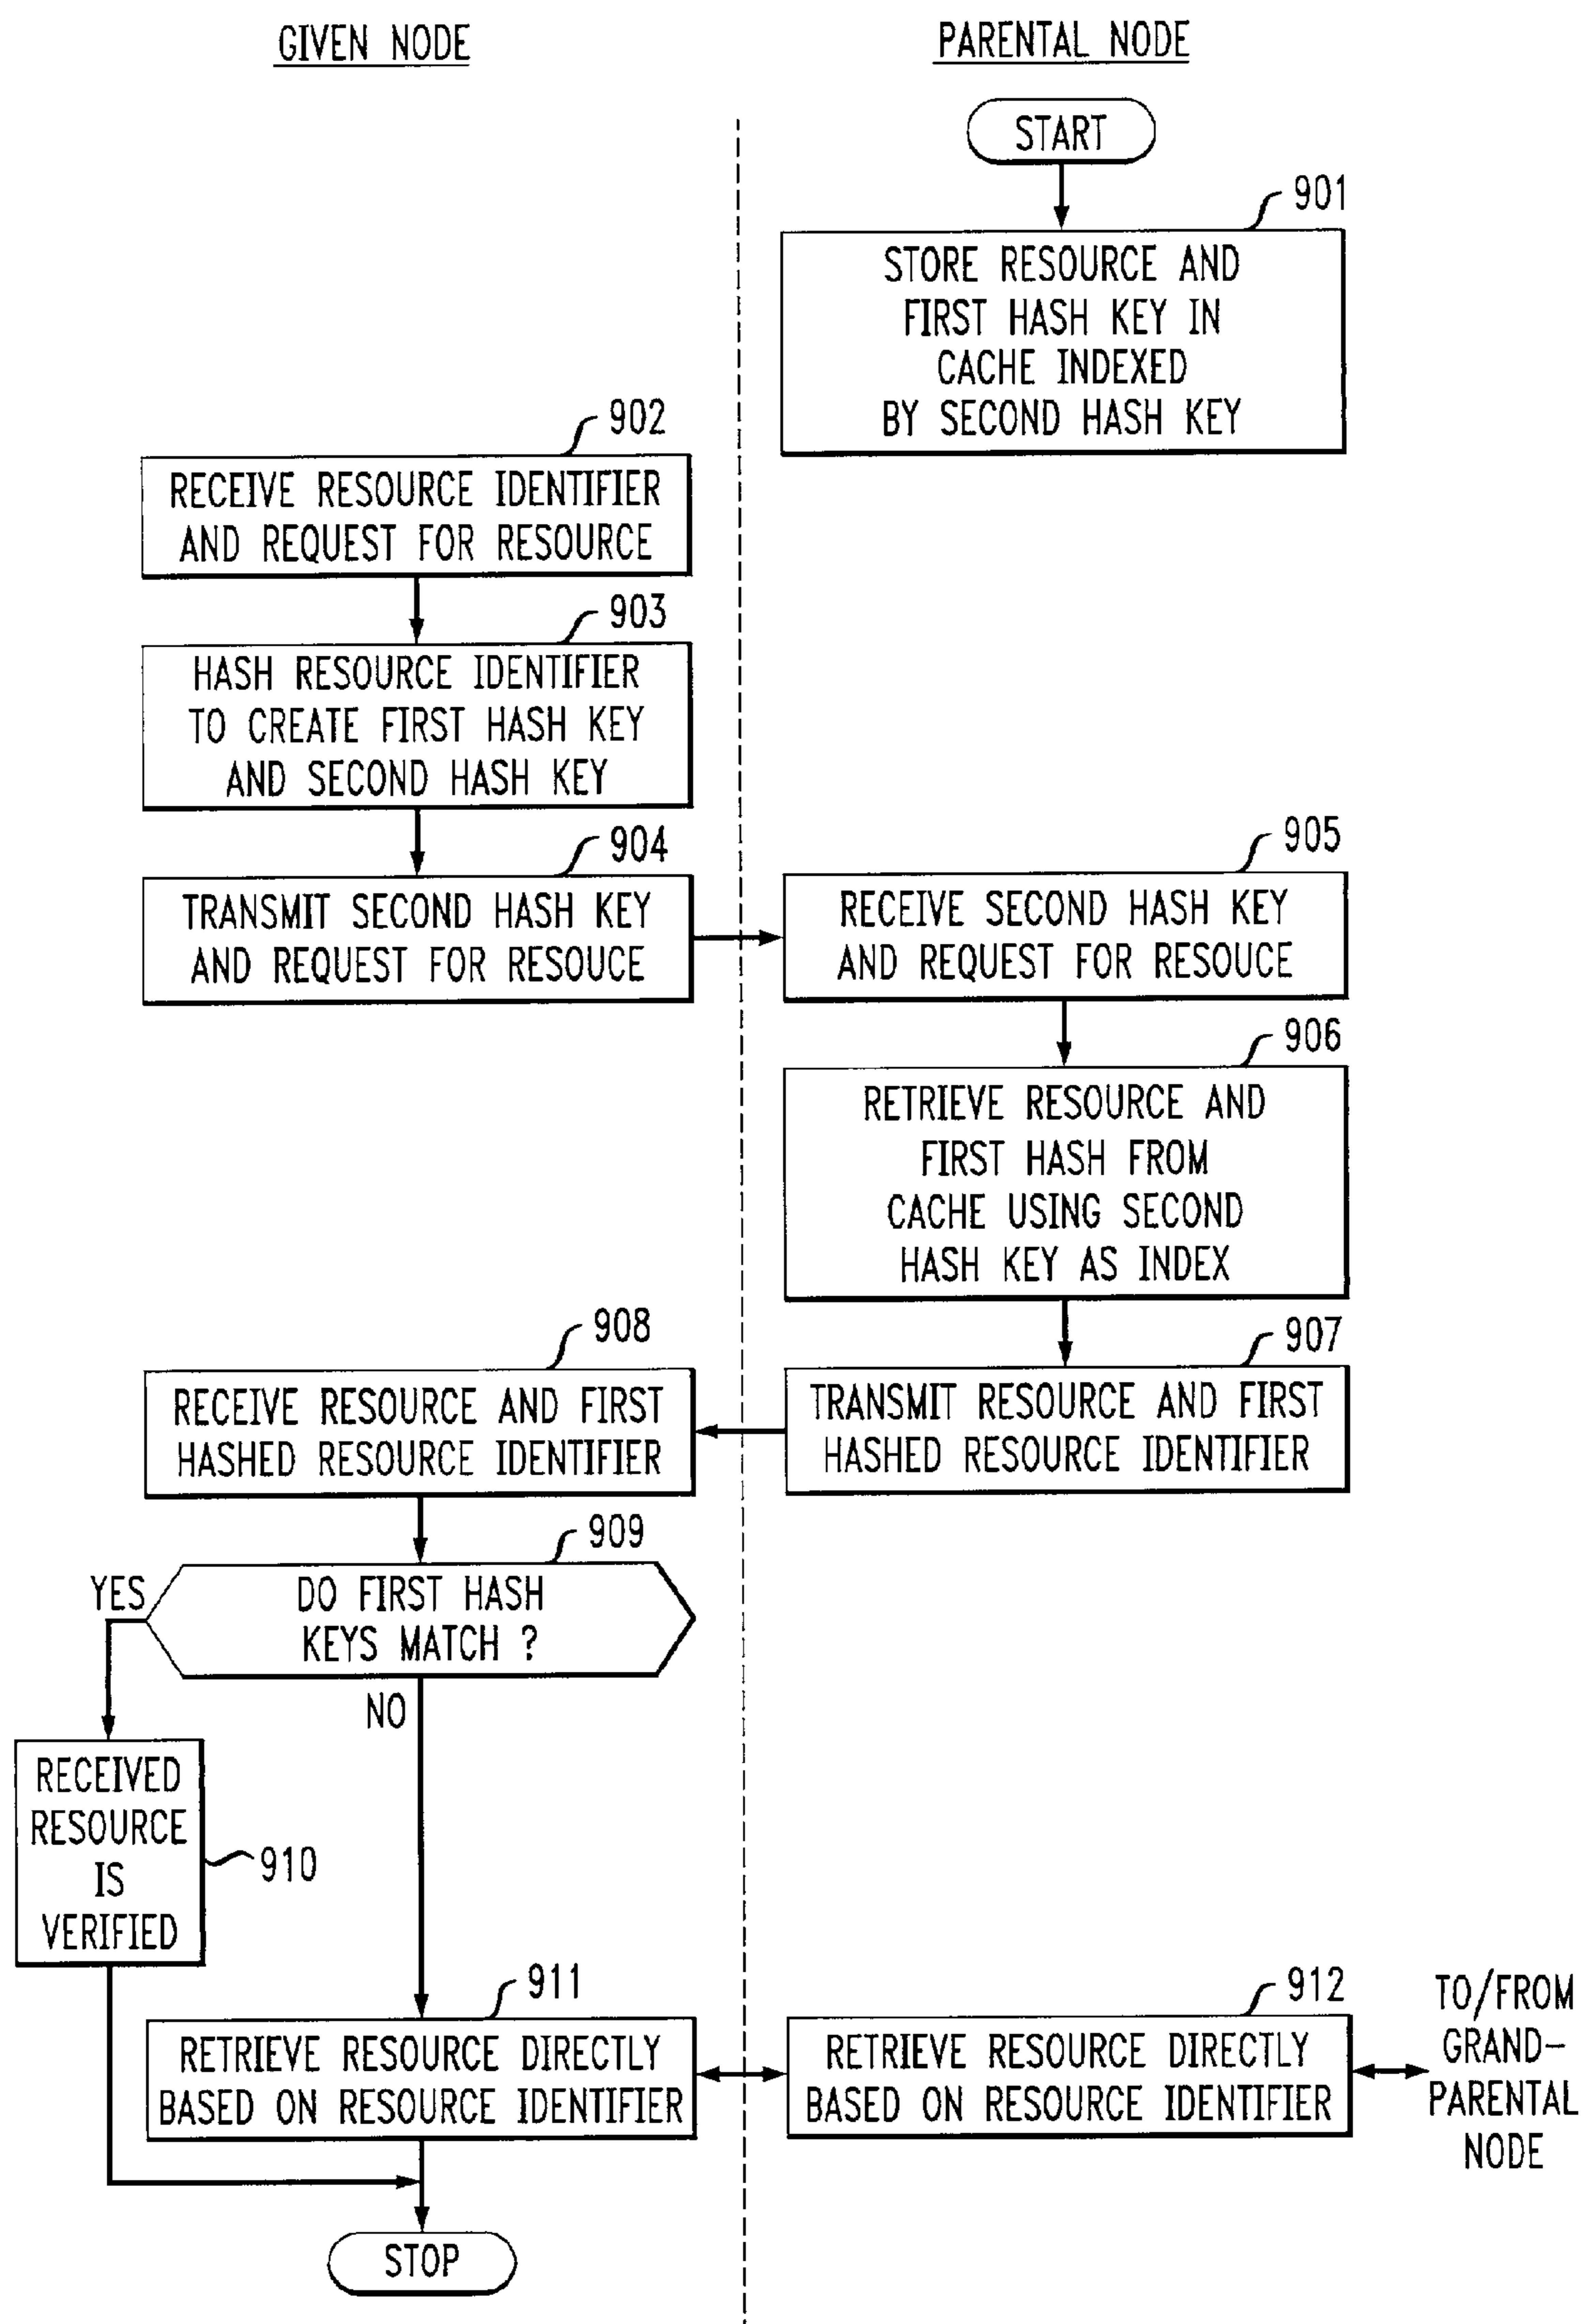 GIVEN NODE
PARENTAL NODE
START
901
STORE RESOURCE AND
FIRST HASH KEY IN
CACHE INDEXED
BY SECOND HASH KEY
902
RECEIVE RESOURCE IDENTIFIER
AND REQUEST FOR RESOURCE
903
HASH RESOURCE IDENTIFIER
TO CREATE FIRST HASH KEY
AND SECOND HASH KEY
904
TRANSMIT SECOND HASH KEY
AND REQUEST FOR RESOUCE
905
RECEIVE SECOND HASH KEY
AND REQUEST FOR RESOUCE
906
RETRIEVE RESOURCE AND
FIRST HASH FROM
CACHE USING SECOND
HASH KEY AS INDEX
907
TRANSMIT RESOURCE AND FIRST
HASHED RESOURCE IDENTIFIER
908
RECEIVE RESOURCE AND FIRST
HASHED RESOURCE IDENTIFIER
909
DO FIRST HASH
KEYS MATCH ?
YES
NO
RECEIVED
RESOURCE
IS
VERIFIED
910
911
RETRIEVE RESOURCE DIRECTLY
BASED ON RESOURCE IDENTIFIER
912
RETRIEVE RESOURCE DIRECTLY
BASED ON RESOURCE IDENTIFIER
TO/FROM
GRAND-
PARENTAL
NODE
STOP